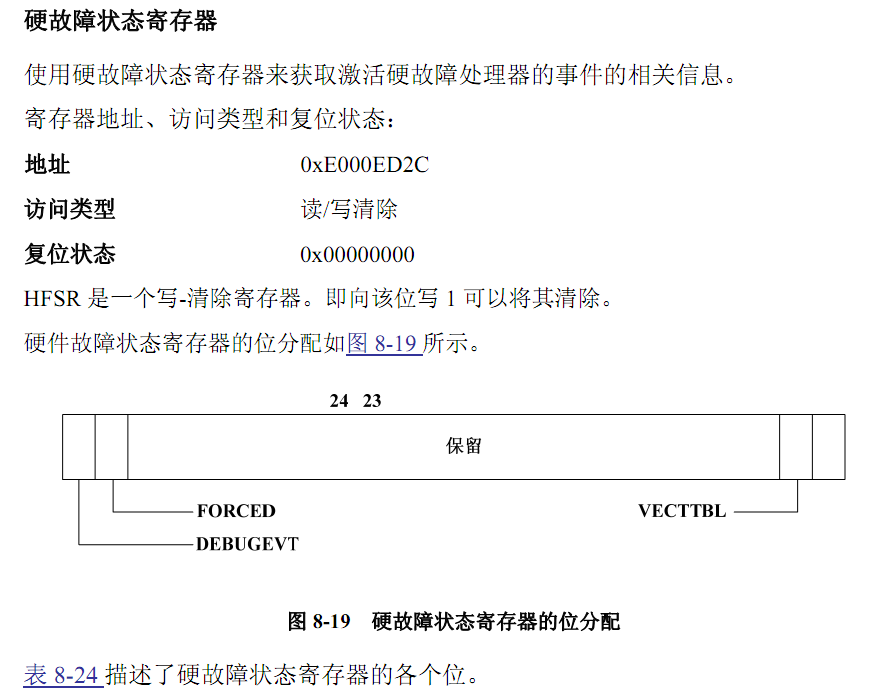 硬故障状态寄存器
使用硬故障状态寄存器来获取激活硬故障处理器的事件的相关信息。
寄存器地址、访问类型和复位状态：
地址 0xE000ED2C
访问类型 读/写清除
复位状态 0x00000000
HFSR 是一个写-清除寄存器。即向该位写 1 可以将其清除。
硬件故障状态寄存器的位分配如图 8-19 所示。
24 23
保留
FORCED VECTTBL
DEBUGEVT
图 8-19 硬故障状态寄存器的位分配
表 8-24 描述了硬故障状态寄存器的各个位。